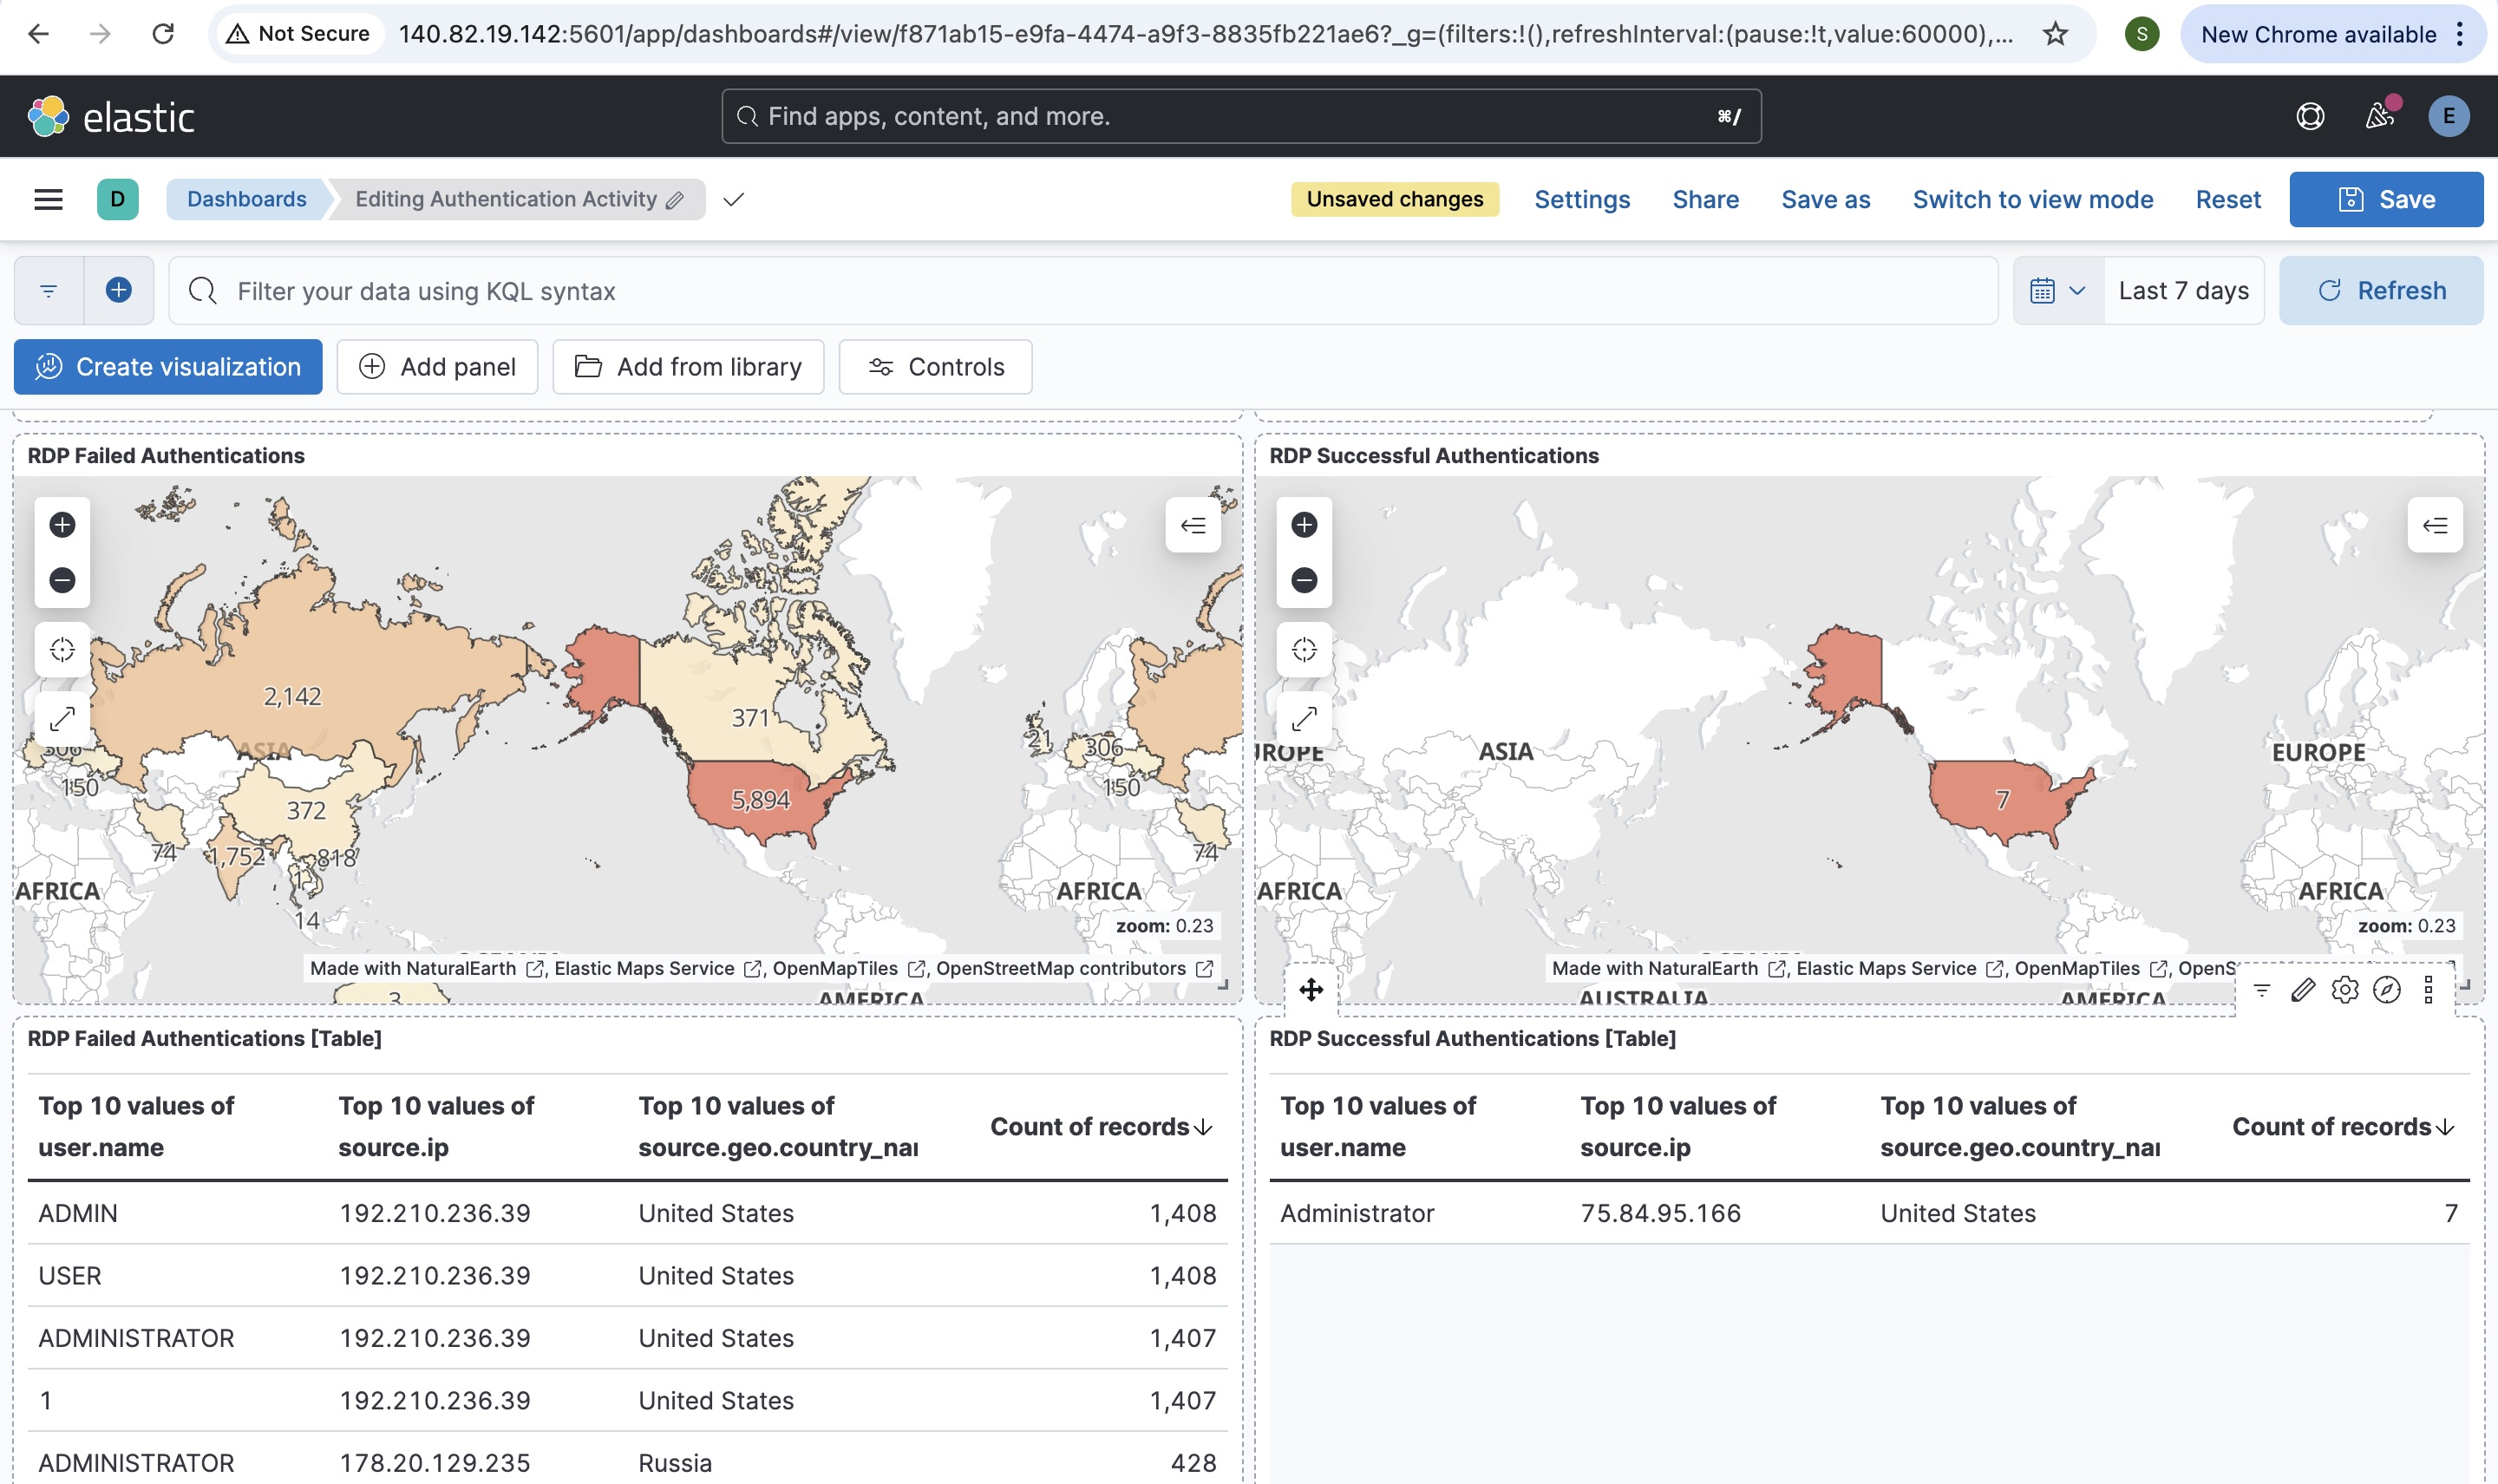 Not Secure 140.82.19.142:5601/app/dashboards#/view/f871ab15-e9fa-4474-a9f3-8835fb221ae6?_g=(filters:!(),refreshInterval:(pause:!t,value:60000),... S New Chrome available
elastic Find apps, content, and more. ⌘/ E
D Dashboards Editing Authentication Activity Unsaved changes Settings Share Save as Switch to view mode Reset Save
Filter your data using KQL syntax Last 7 days Refresh
Create visualization Add panel Add from library Controls
RDP Failed Authentications
2,142
371
ASIA
306
21
306
150
150
372
5,894
74
1,752
818
74
AFRICA
AFRICA
14
zoom: 0.23
Made with NaturalEarth , Elastic Maps Service , OpenMapTiles , OpenStreetMap contributors
3
AMERICA
RDP Successful Authentications
UROPE
ASIA
EUROPE
7
AFRICA
AFRICA
zoom: 0.23
Made with NaturalEarth , Elastic Maps Service , OpenMapTiles , OpenS
AUSTRALIA
AMERICA
RDP Failed Authentications [Table]
Top 10 values of user.name Top 10 values of source.ip Top 10 values of source.geo.country_nar Count of records
ADMIN 192.210.236.39 United States 1,408
USER 192.210.236.39 United States 1,408
ADMINISTRATOR 192.210.236.39 United States 1,407
1 192.210.236.39 United States 1,407
ADMINISTRATOR 178.20.129.235 Russia 428
RDP Successful Authentications [Table]
Top 10 values of user.name Top 10 values of source.ip Top 10 values of source.geo.country_nar Count of records
Administrator 75.84.95.166 United States 7